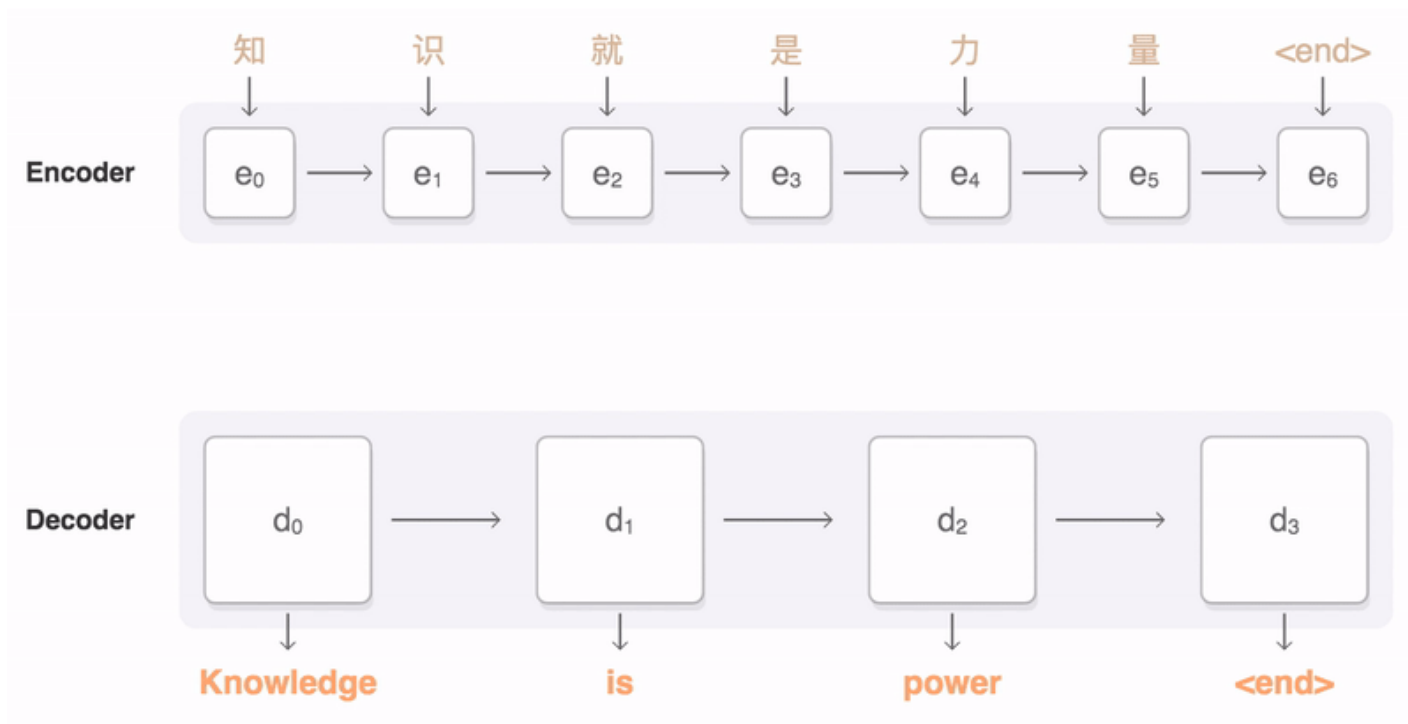 知 识 就 是 力 量 <end>
Encoder e₀ e₁ e₂ e₃ e₄ e₅ e₆
Decoder d₀ d₁ d₂ d₃
Knowledge is power <end>